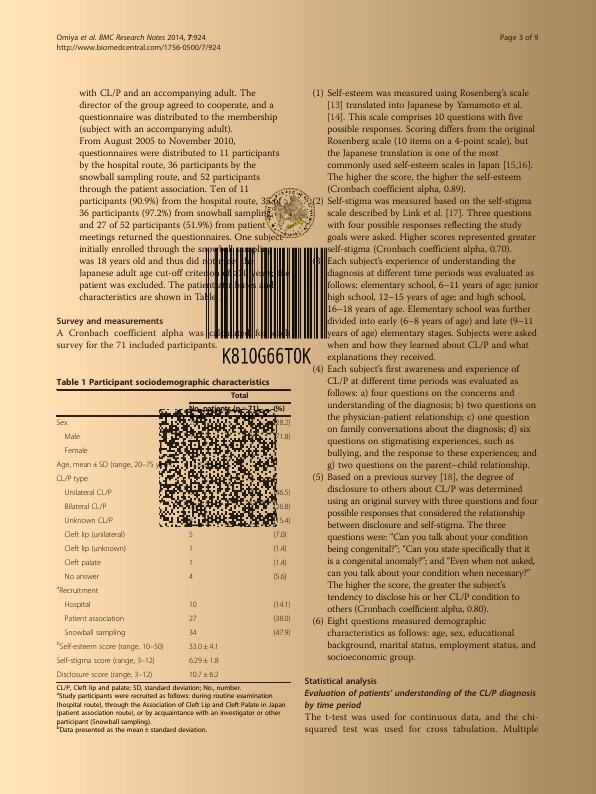 Omiya et al. BMC Research Notes 2014, 7:924
http://www.biomedcentral.com/1756-0500/7/924
Page 3 of 9
with CL/P and an accompanying adult. The
director of the group agreed to cooperate, and a
questionnaire was distributed to the membership
(subject with an accompanying adult).
From August 2005 to November 2010,
questionnaires were distributed to 11 participants
by the hospital route, 36 participants by the
snowball sampling route, and 52 participants
through the patient association. Ten of 11
participants (90.9%) from the hospital route, 35 of
36 participants (97.2%) from snowball sampling,
and 27 of 52 participants (51.9%) from patient
meetings returned the questionnaires. One subject
initially enrolled through the snowball sampling
was 18 years old and thus did not meet the
Japanese adult age cut-off criterion of ≥20 years; the
patient was excluded. The patient attributes and
characteristics are shown in Table
Survey and measurements
A Cronbach coefficient alpha was calculated for each
survey for the 71 included participants.
K810G66TOK
Table 1 Participant sociodemographic characteristics
Total
No. patients (n = 71) (%)
Sex
Male
Female
Age, mean ± SD (range, 20–75
CL/P type
Unilateral CL/P
Bilateral CL/P
Unknown CL/P
Cleft lip (unilateral) 5 (7.0)
Cleft lip (unknown) 1 (1.4)
Cleft palate 1 (1.4)
No answer 4 (5.6)
aRecruitment
Hospital 10 (14.1)
Patient association 27 (38.0)
Snowball sampling 34 (47.9)
bSelf-esteem score (range, 10–50) 33.0 ± 4.1
Self-stigma score (range, 3–12) 6.29 ± 1.8
Disclosure score (range, 3–12) 10.7 ± 6.2
CL/P, Cleft lip and palate; SD, standard deviation; No., number.
aStudy participants were recruited as follows: during routine examination
(hospital route), through the Association of Cleft Lip and Cleft Palate in Japan
(patient association route), or by acquaintance with an investigator or other
participant (Snowball sampling).
bData presented as the mean ± standard deviation.
(1) Self-esteem was measured using Rosenberg's scale
[13] translated into Japanese by Yamamoto et al.
[14]. This scale comprises 10 questions with five
possible responses. Scoring differs from the original
Rosenberg scale (10 items on a 4-point scale), but
the Japanese translation is one of the most
commonly used self-esteem scales in Japan [15,16].
The higher the score, the higher the self-esteem
(Cronbach coefficient alpha, 0.89).
(2) Self-stigma was measured based on the self-stigma
scale described by Link et al. [17]. Three questions
with four possible responses reflecting the study
goals were asked. Higher scores represented greater
self-stigma (Cronbach coefficient alpha, 0.70).
Each subject's experience of understanding the
diagnosis at different time periods was evaluated as
follows: elementary school, 6–11 years of age; junior
high school, 12–15 years of age; and high school,
16–18 years of age. Elementary school was further
divided into early (6–8 years of age) and late (9–11
years of age) elementary stages. Subjects were asked
when and how they learned about CL/P and what
explanations they received.
(4) Each subject's first awareness and experience of
CL/P at different time periods was evaluated as
follows: a) four questions on the concerns and
understanding of the diagnosis; b) two questions on
the physician-patient relationship; c) one question
on family conversations about the diagnosis; d) six
questions on stigmatising experiences, such as
bullying, and the response to these experiences; and
g) two questions on the parent–child relationship.
(5) Based on a previous survey [18], the degree of
disclosure to others about CL/P was determined
using an original survey with three questions and four
possible responses that considered the relationship
between disclosure and self-stigma. The three
questions were: "Can you talk about your condition
being congenital?"; "Can you state specifically that it
is a congenital anomaly?"; and "Even when not asked,
can you talk about your condition when necessary?"
The higher the score, the greater the subject's
tendency to disclose his or her CL/P condition to
others (Cronbach coefficient alpha, 0.80).
(6) Eight questions measured demographic
characteristics as follows: age, sex, educational
background, marital status, employment status, and
socioeconomic group.
Statistical analysis
Evaluation of patients' understanding of the CL/P diagnosis
by time period
The t-test was used for continuous data, and the chi-
squared test was used for cross tabulation. Multiple